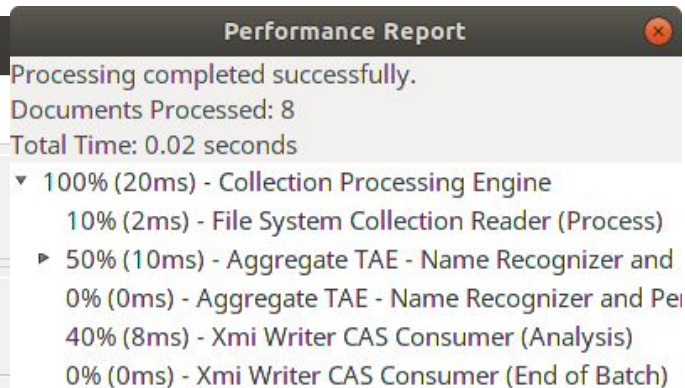 Performance Report
Processing completed successfully.
Documents Processed: 8
Total Time: 0.02 seconds
100% (20ms) - Collection Processing Engine
10% (2ms) - File System Collection Reader (Process)
50% (10ms) - Aggregate TAE - Name Recognizer and
0% (0ms) - Aggregate TAE - Name Recognizer and Per
40% (8ms) - Xmi Writer CAS Consumer (Analysis)
0% (0ms) - Xmi Writer CAS Consumer (End of Batch)